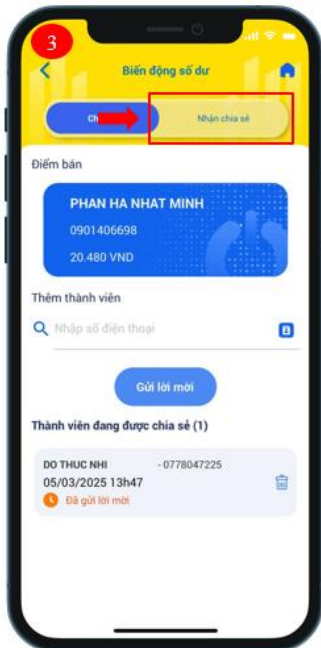 3
Biến động số dư
Nhận chia sẻ
Điểm bán
PHAN HA NHAT MINH
0901406698
20.480 VND
Thêm thành viên
Nhập số điện thoại
Gửi lời mời
Thành viên đang được chia sẻ (1)
DO THUC NHI - 0778047225
05/03/2025 13h47
Đã gửi lời mời